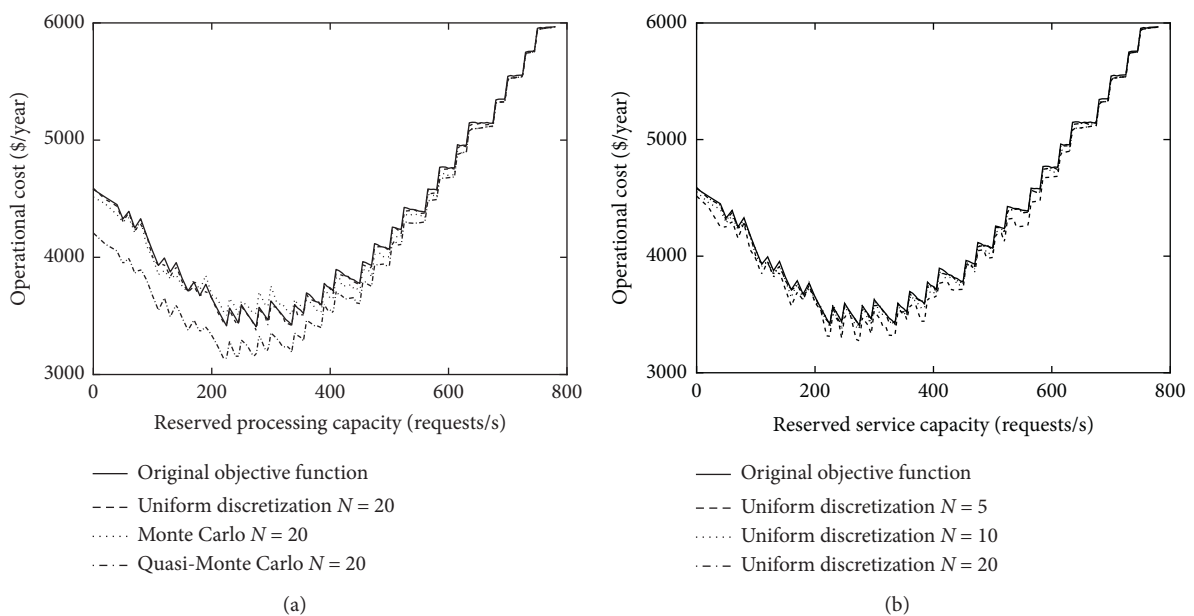 6000
5000
4000
3000
Operational cost ($/year)
0 200 400 600 800
Reserved processing capacity (requests/s)
Original objective function
Uniform discretization N = 20
Monte Carlo N = 20
Quasi-Monte Carlo N = 20
(a)
6000
5000
4000
3000
Operational cost ($/year)
0 200 400 600 800
Reserved service capacity (requests/s)
Original objective function
Uniform discretization N = 5
Uniform discretization N = 10
Uniform discretization N = 20
(b)